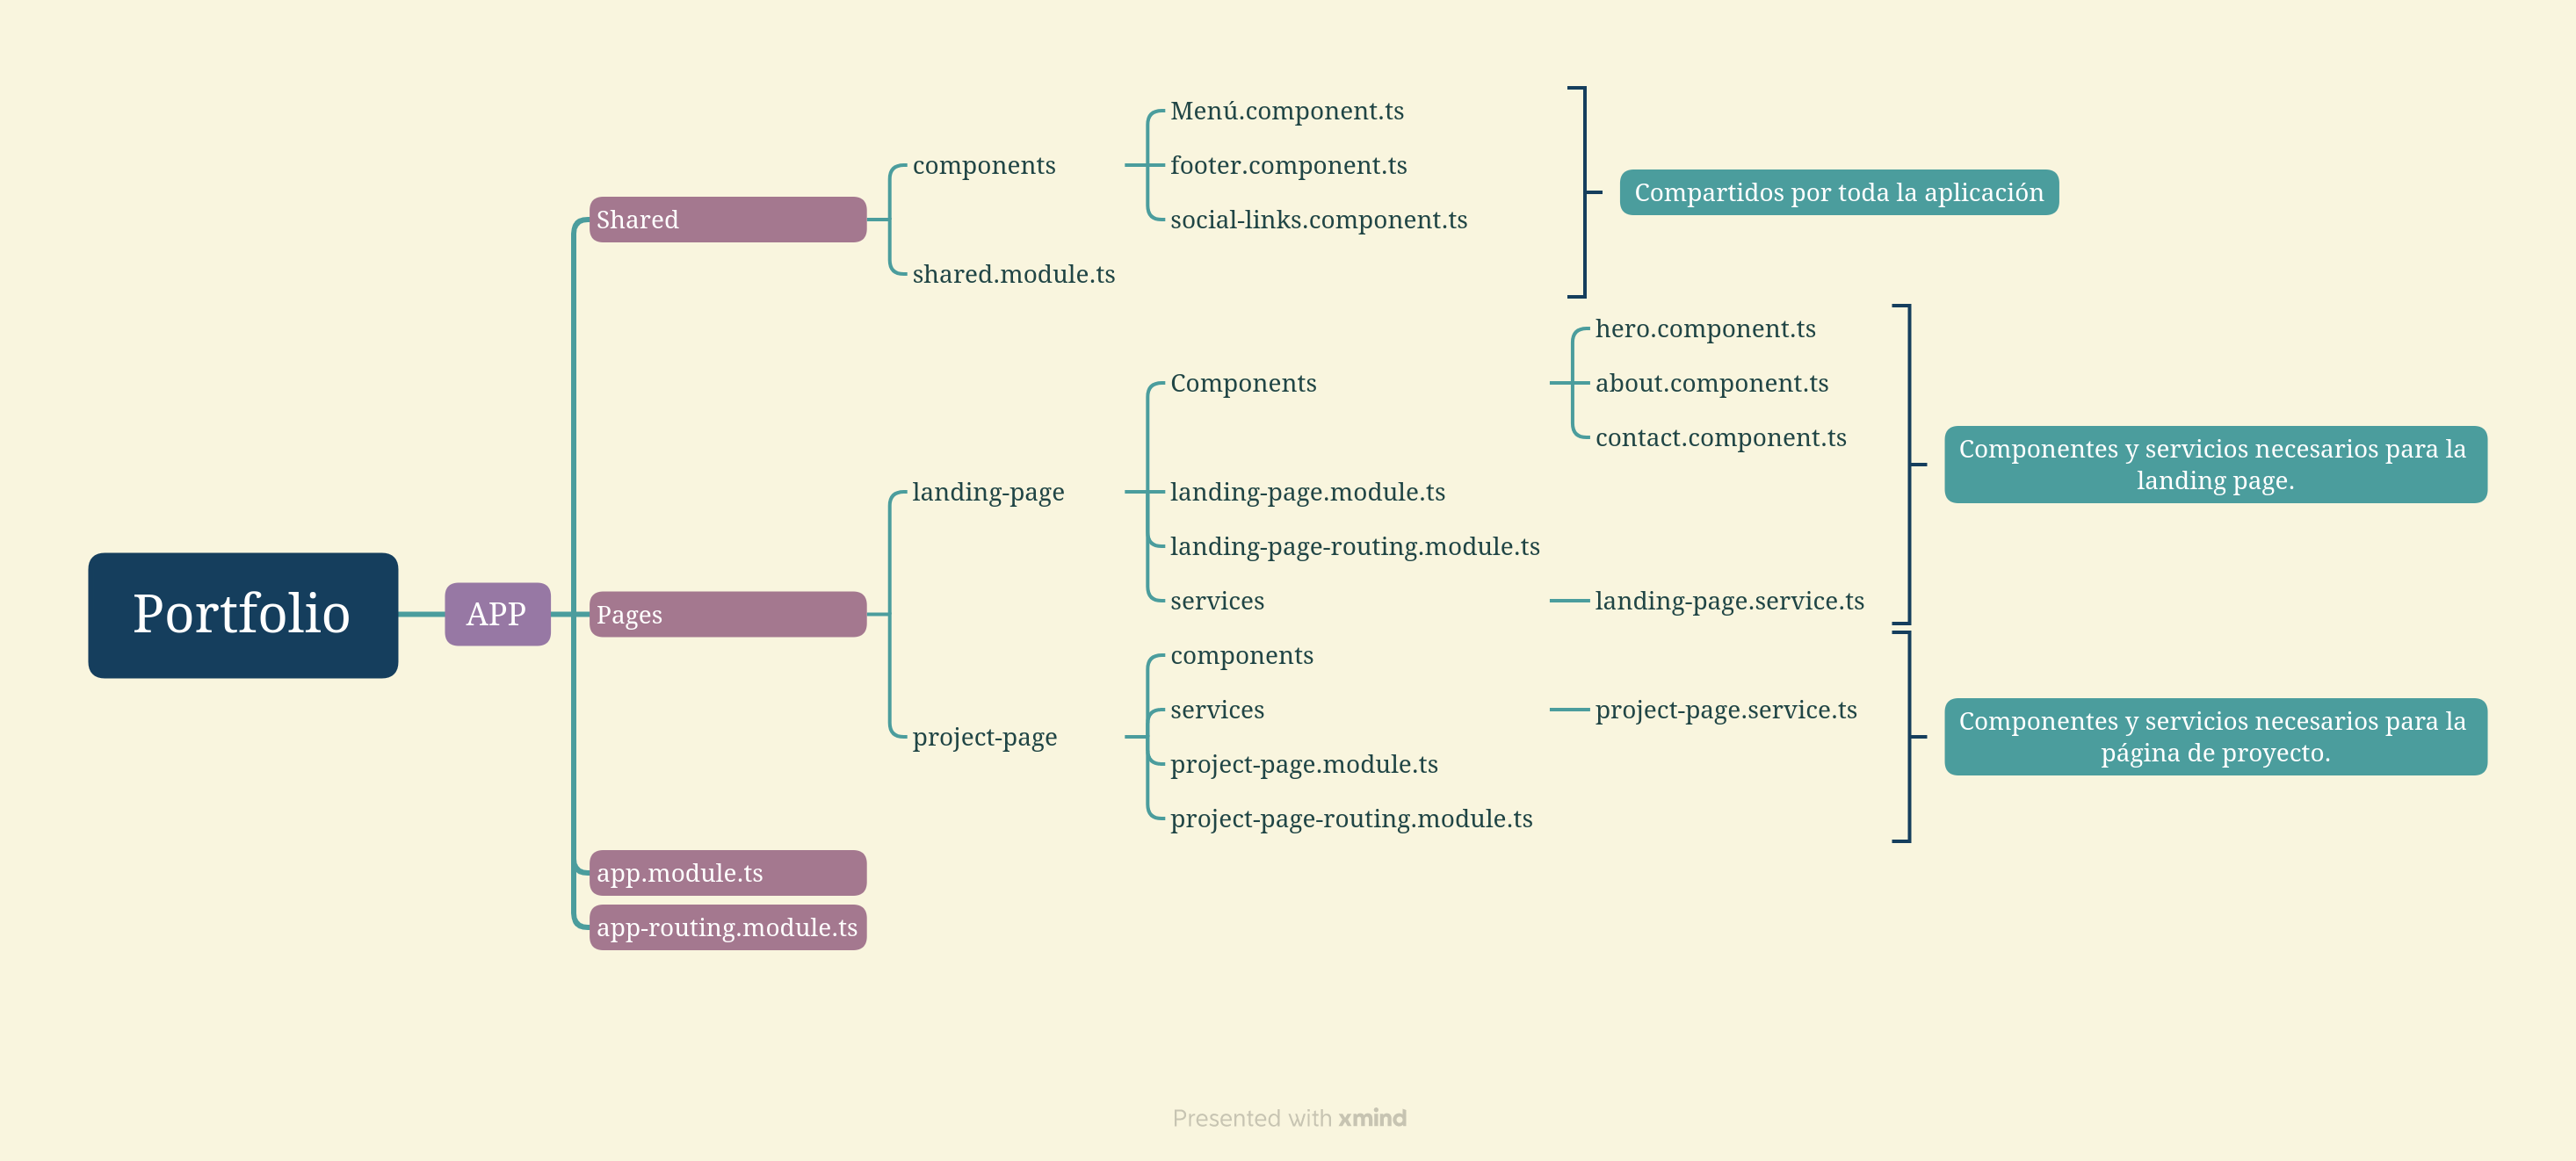 Portfolio
APP
Shared
components
Menú.component.ts
footer.component.ts
social-links.component.ts
shared.module.ts
Compartidos por toda la aplicación
Pages
landing-page
Components
hero.component.ts
about.component.ts
contact.component.ts
landing-page.module.ts
landing-page-routing.module.ts
services
landing-page.service.ts
Componentes y servicios necesarios para la
landing page.
project-page
components
services
project-page.service.ts
project-page.module.ts
project-page-routing.module.ts
Componentes y servicios necesarios para la
página de proyecto.
app.module.ts
app-routing.module.ts
Presented with xmind